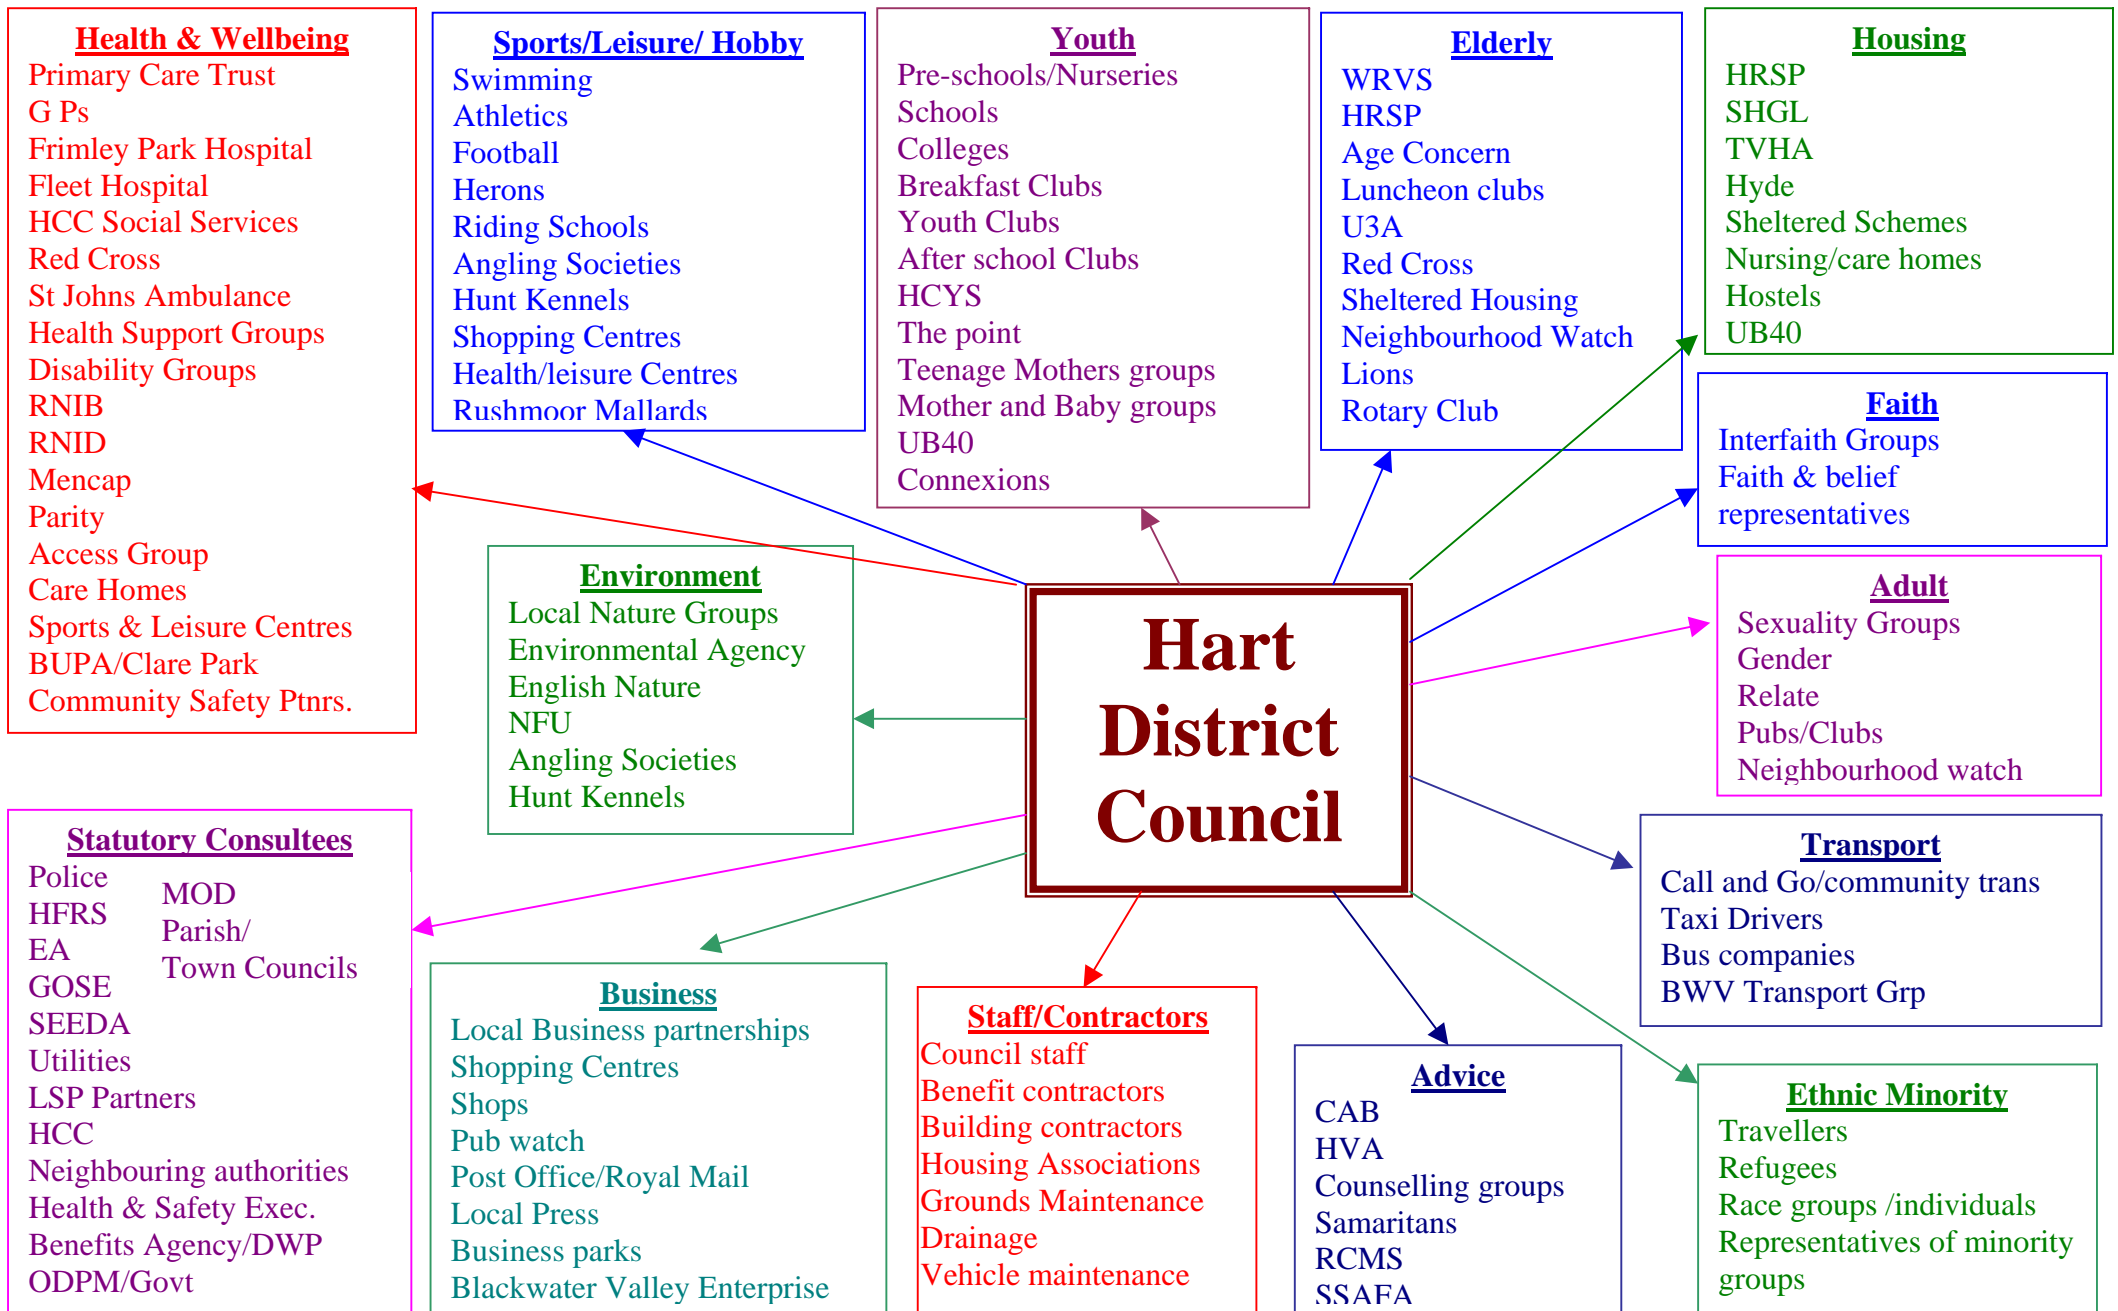 Health & Wellbeing
Primary Care Trust
G Ps
Frimley Park Hospital
Fleet Hospital
HCC Social Services
Red Cross
St Johns Ambulance
Health Support Groups
Disability Groups
RNIB
RNID
Mencap
Parity
Access Group
Care Homes
Sports & Leisure Centres
BUPA/Clare Park
Community Safety Ptnrs.
Sports/Leisure/ Hobby
Swimming
Athletics
Football
Herons
Riding Schools
Angling Societies
Hunt Kennels
Shopping Centres
Health/leisure Centres
Rushmoor Mallards
Youth
Pre-schools/Nurseries
Schools
Colleges
Breakfast Clubs
Youth Clubs
After school Clubs
HCYS
The point
Teenage Mothers groups
Mother and Baby groups
UB40
Connexions
Elderly
WRVS
HRSP
Age Concern
Luncheon clubs
U3A
Red Cross
Sheltered Housing
Neighbourhood Watch
Lions
Rotary Club
Housing
HRSP
SHGL
TVHA
Hyde
Sheltered Schemes
Nursing/care homes
Hostels
UB40
Faith
Interfaith Groups
Faith & belief
representatives
Environment
Local Nature Groups
Environmental Agency
English Nature
NFU
Angling Societies
Hunt Kennels
Hart
District
Council
Adult
Sexuality Groups
Gender
Relate
Pubs/Clubs
Neighbourhood watch
Statutory Consultees
Police
HFRS
EA
GOSE
SEEDA
Utilities
LSP Partners
HCC
Neighbouring authorities
Health & Safety Exec.
Benefits Agency/DWP
ODPM/Govt
MOD
Parish/
Town Councils
Business
Local Business partnerships
Shopping Centres
Shops
Pub watch
Post Office/Royal Mail
Local Press
Business parks
Blackwater Valley Enterprise
Staff/Contractors
Council staff
Benefit contractors
Building contractors
Housing Associations
Grounds Maintenance
Drainage
Vehicle maintenance
Advice
CAB
HVA
Counselling groups
Samaritans
RCMS
SSAFA
Transport
Call and Go/community trans
Taxi Drivers
Bus companies
BWV Transport Grp
Ethnic Minority
Travellers
Refugees
Race groups /individuals
Representatives of minority
groups